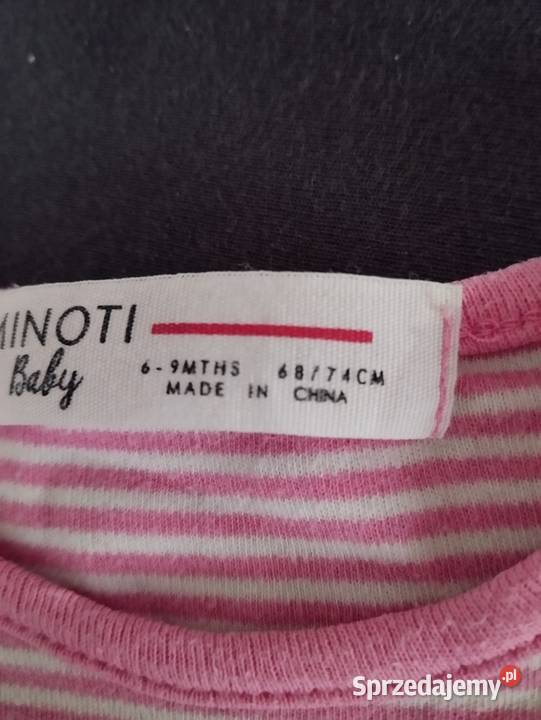 MINOTI
Baby
6-9MTHS 68/74CM
MADE IN CHINA
Sprzedajemy.pl